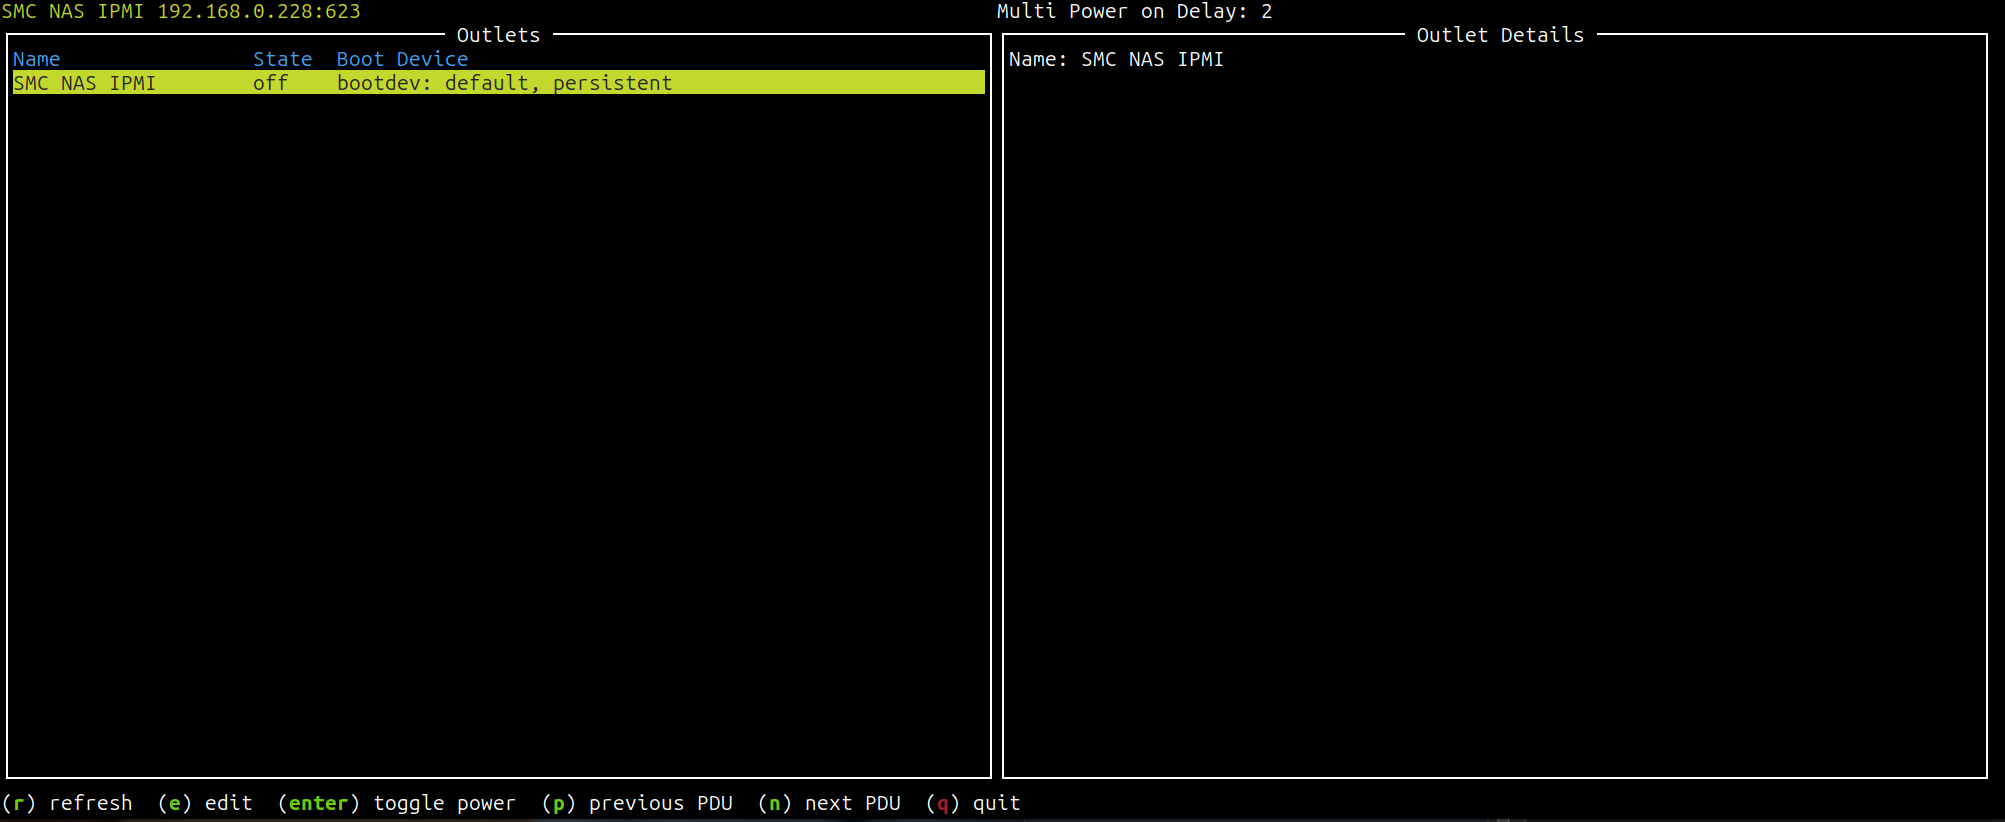 SMC NAS IPMI 192.168.0.228:623 Multi Power on Delay: 2
Outlets
Name State Boot Device
SMC NAS IPMI off bootdev: default, persistent
Outlet Details
Name: SMC NAS IPMI
(r) refresh (e) edit (enter) toggle power (p) previous PDU (n) next PDU (q) quit